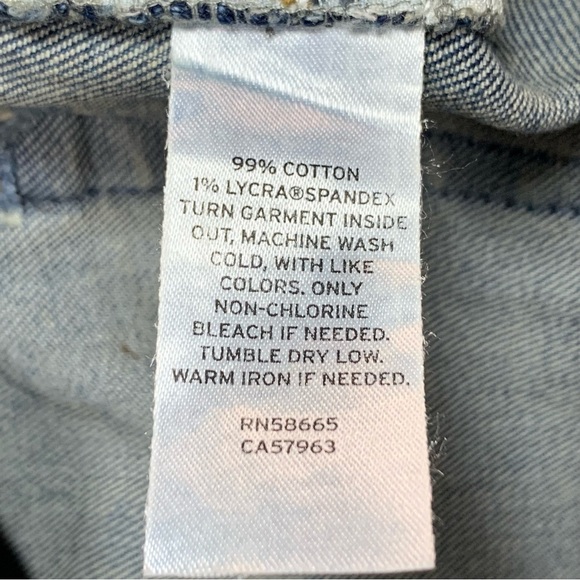 99% COTTON
1% LYCRA®SPANDEX
TURN GARMENT INSIDE
OUT, MACHINE WASH
COLD, WITH LIKE
COLORS. ONLY
NON-CHLORINE
BLEACH IF NEEDED.
TUMBLE DRY LOW.
WARM IRON IF NEEDED.
RN58665
CA57963